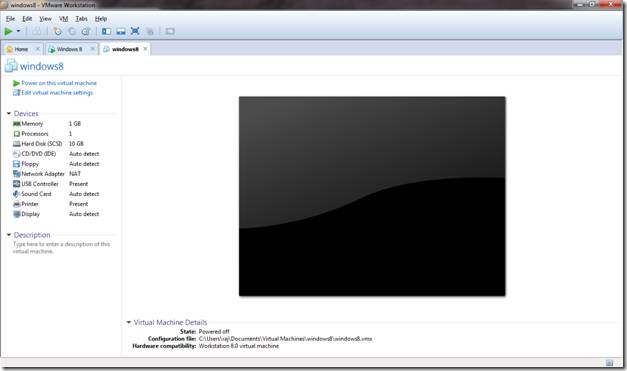 windows8 - VMware Workstation
File Edit View VM Tabs Help
Home Windows 8 windows8
windows8
Power on this virtual machine
Edit virtual machine settings
Devices
Memory 1 GB
Processors 1
Hard Disk (SCSI) 10 GB
CD/DVD (IDE) Auto detect
Floppy Auto detect
Network Adapter NAT
USB Controller Present
Sound Card Auto detect
Printer Present
Display Auto detect
Description
Type here to enter a description of this
virtual machine.
Virtual Machine Details
State: Powered off
Configuration file: C:\Users\raj\Documents\Virtual Machines\windows8\windows8.vmx
Hardware compatibility: Workstation 8.0 virtual machine